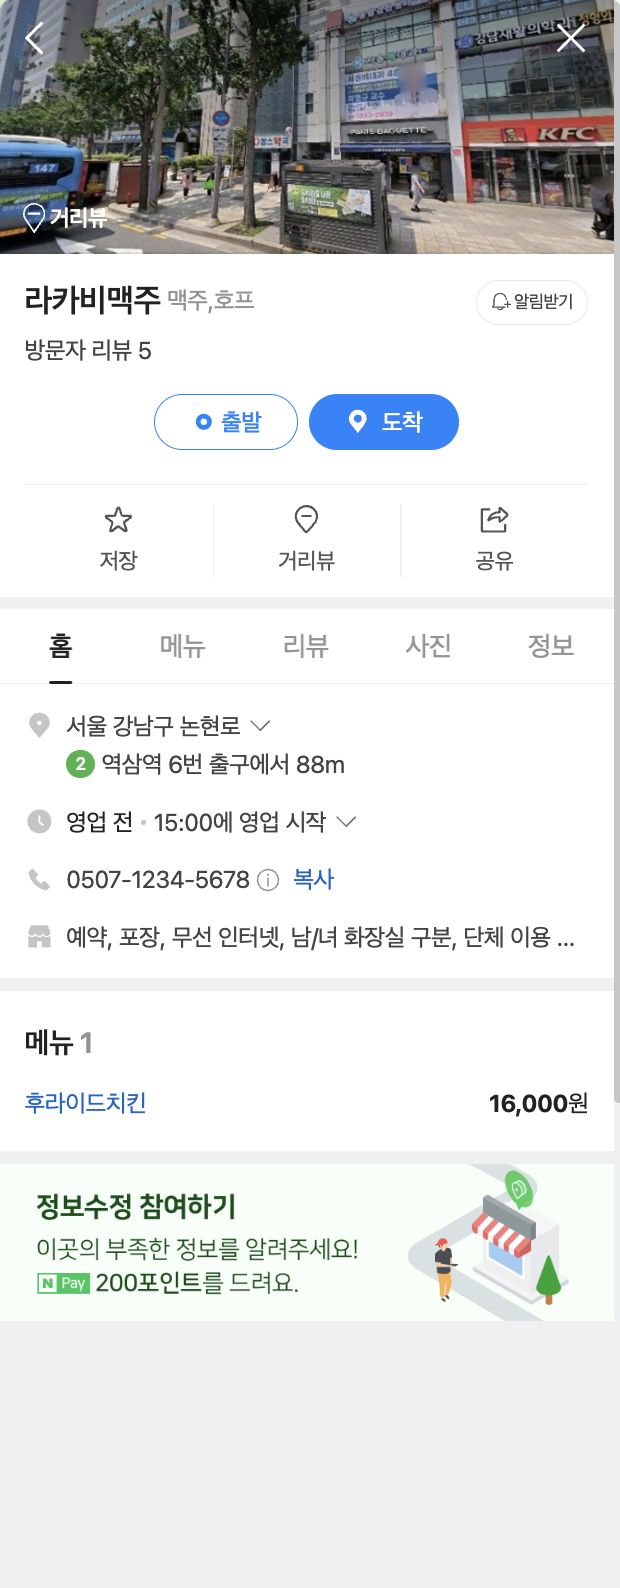 147
PARIS BAGUETTE
KFC
거리뷰
라카비맥주 맥주,호프
알림받기
방문자 리뷰 5
출발
도착
저장
거리뷰
공유
홈
메뉴
리뷰
사진
정보
서울 강남구 논현로
2 역삼역 6번 출구에서 88m
영업 전 · 15:00에 영업 시작
0507-1234-5678 복사
예약, 포장, 무선 인터넷, 남/녀 화장실 구분, 단체 이용 ...
메뉴 1
후라이드치킨 16,000원
정보수정 참여하기
이곳의 부족한 정보를 알려주세요!
N Pay 200포인트를 드려요.